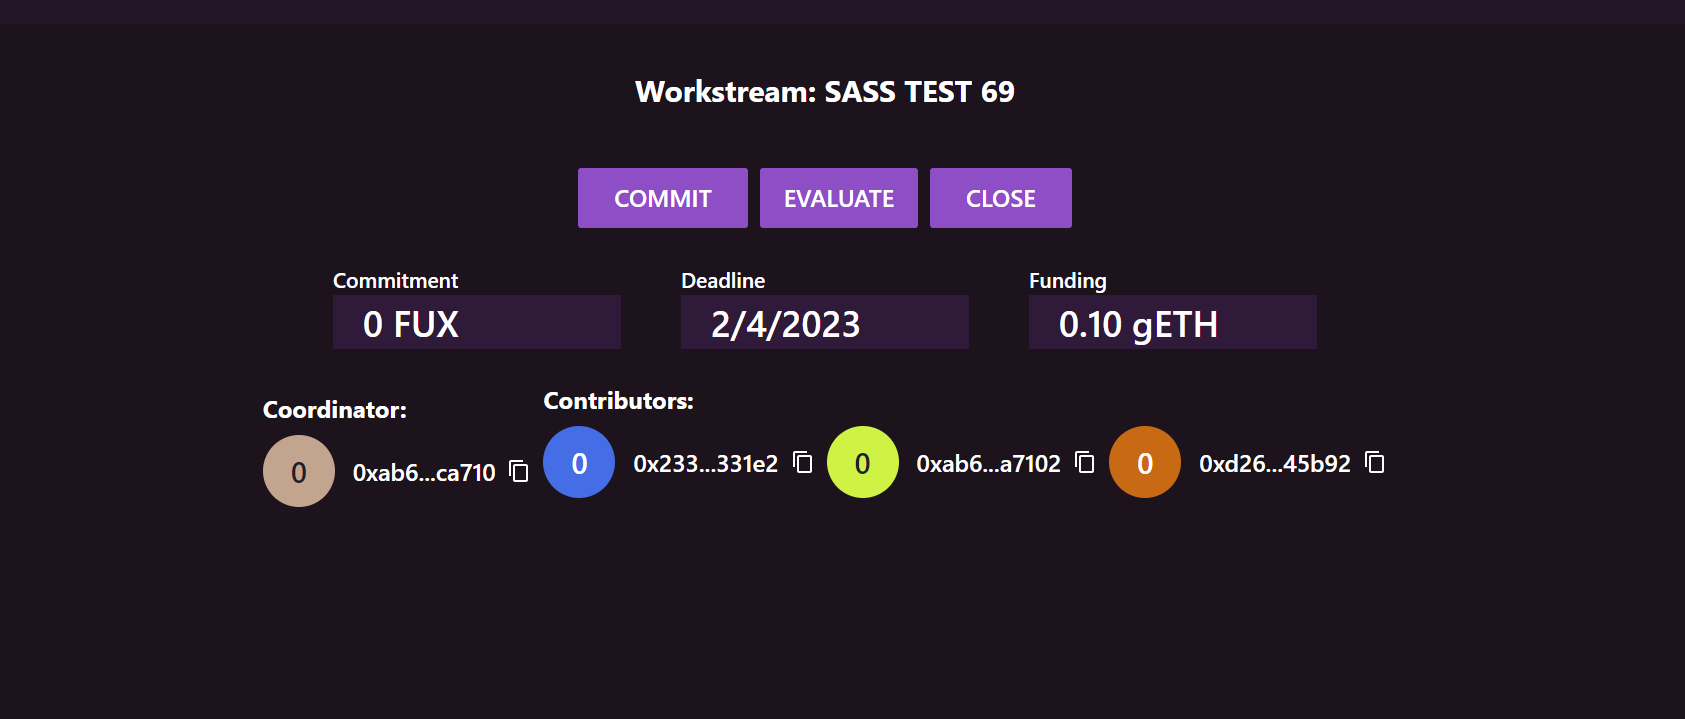 Workstream: SASS TEST 69
COMMIT EVALUATE CLOSE
Commitment Deadline Funding
0 FUX 2/4/2023 0.10 gETH
Coordinator: Contributors:
0 0xab6...ca710 0 0x233...331e2 0 0xab6...a7102 0 0xd26...45b92